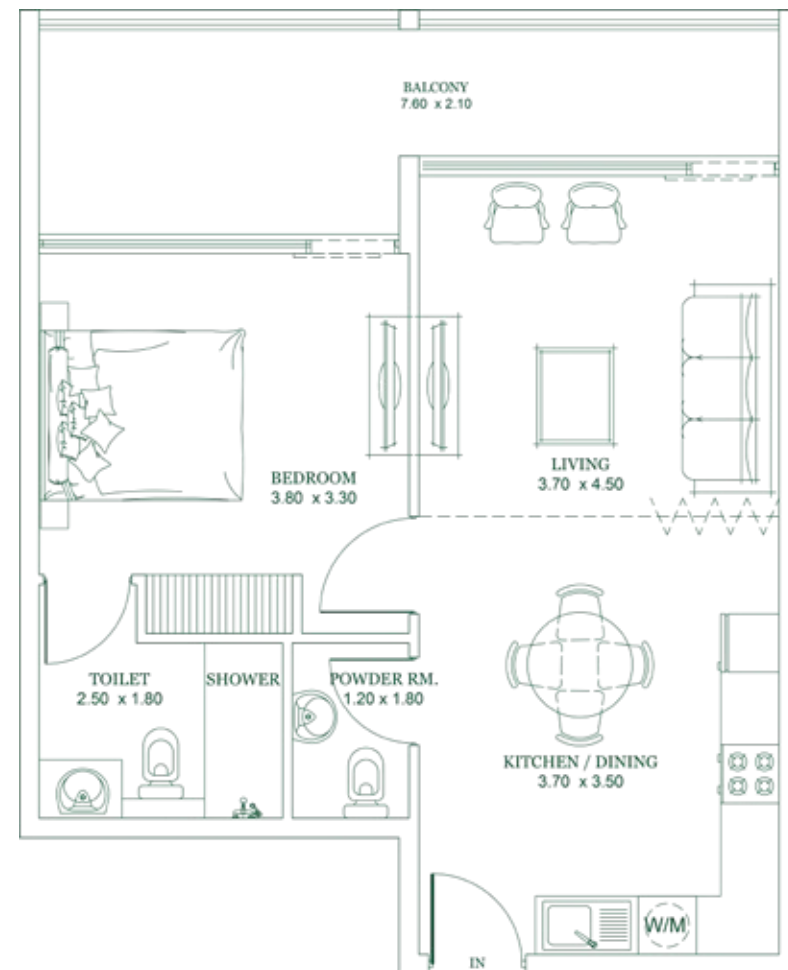 BALCONY
7.60 x 2.10
LIVING
3.70 x 4.50
BEDROOM
3.80 x 3.30
TOILET
2.50 x 1.80
SHOWER
POWDER RM.
1.20 x 1.80
KITCHEN / DINING
3.70 x 3.50
W/M
IN